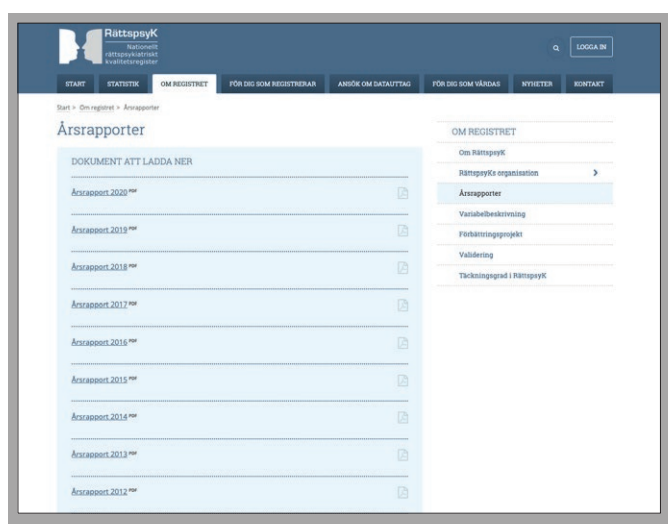 RättspsyK
Nationellt
rättspsykiatriskt
kvalitetsregister
LOGGA IN
START STATISTIK OM REGISTRET FÖR DIG SOM REGISTRERAR ANSÖK OM DATAUTTAG FÖR DIG SOM VÅRDAS NYHETER KONTAKT
Start > Om registret > Årsrapporter
Årsrapporter
DOKUMENT ATT LADDA NER
Årsrapport 2020 PDF
Årsrapport 2019 PDF
Årsrapport 2018 PDF
Årsrapport 2017 PDF
Årsrapport 2016 PDF
Årsrapport 2015 PDF
Årsrapport 2014 PDF
Årsrapport 2013 PDF
Årsrapport 2012 PDF
OM REGISTRET
Om RättspsyK
RättspsyKs organisation
Årsrapporter
Variabelbeskrivning
Förbättringsprojekt
Validering
Täckningsgrad i RättspsyK